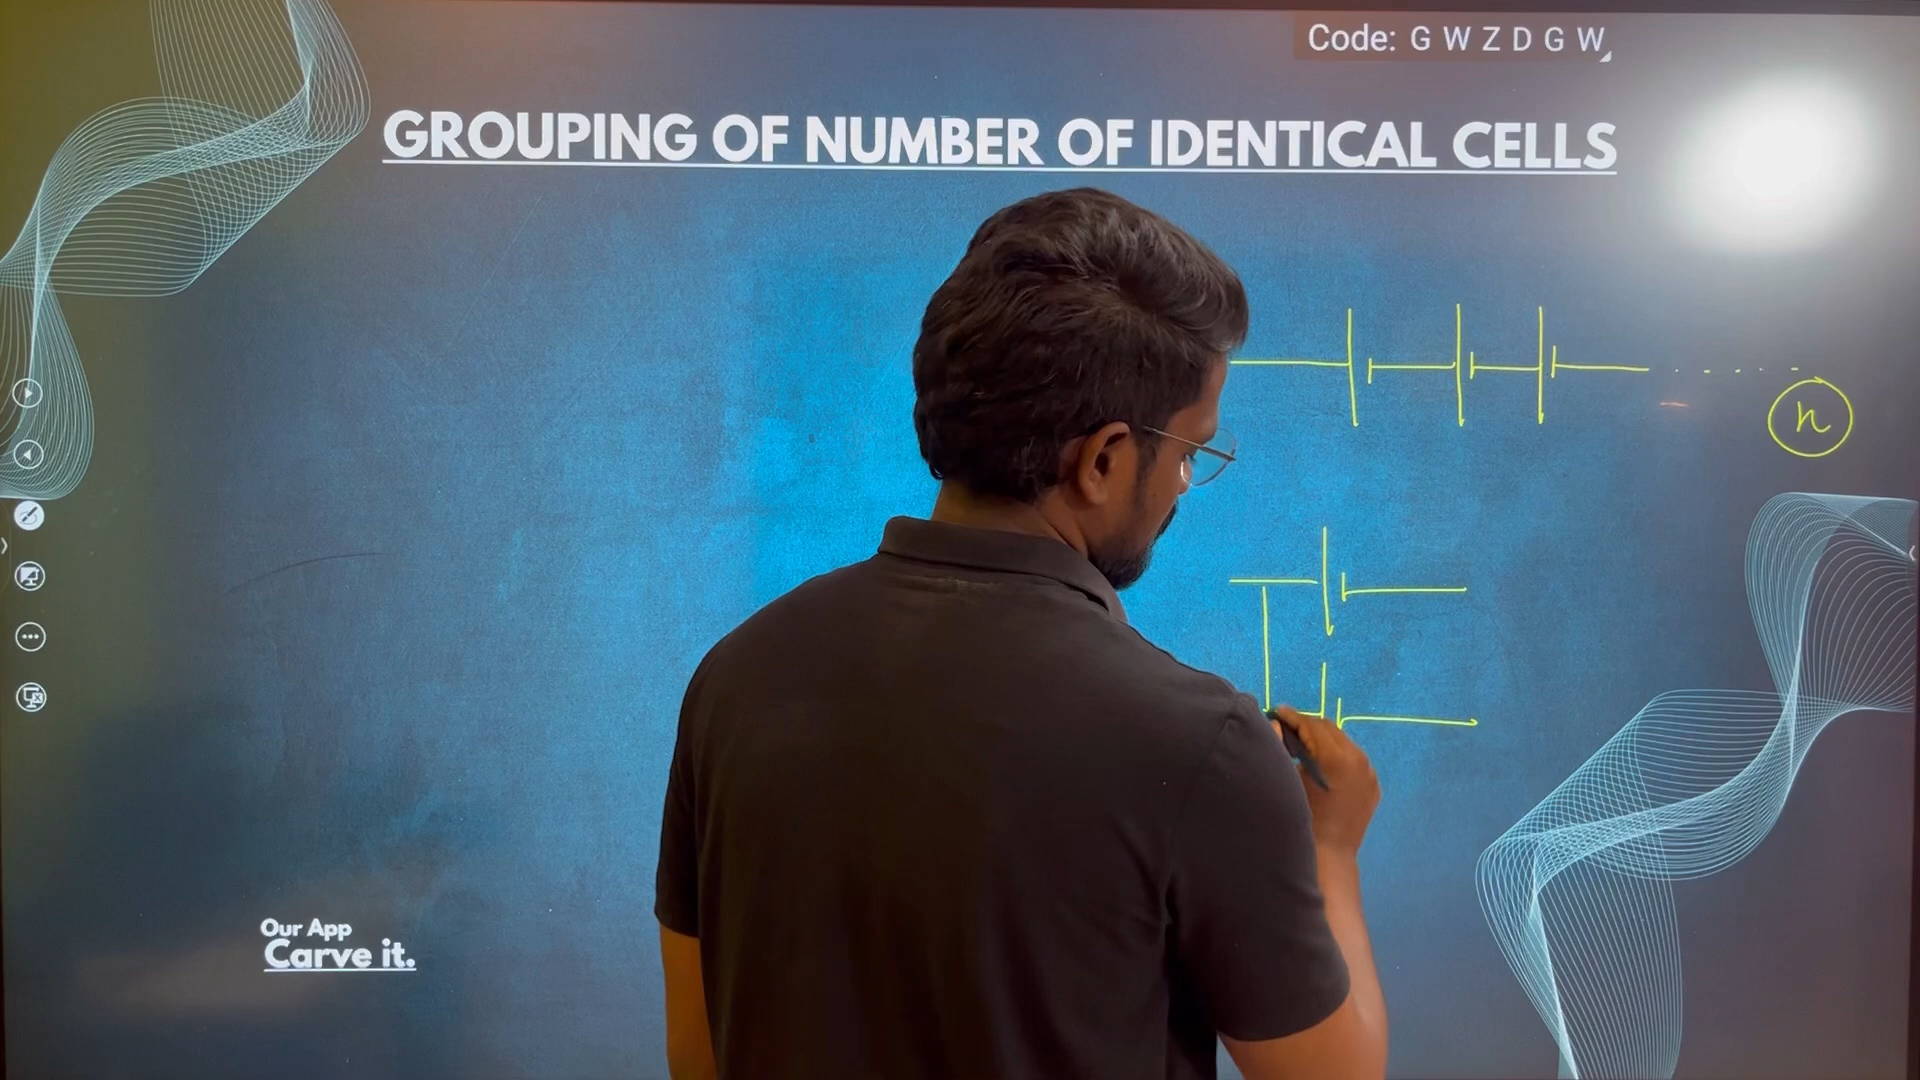 Code: G W Z D G W
GROUPING OF NUMBER OF IDENTICAL CELLS
n
Our App
Carve it.